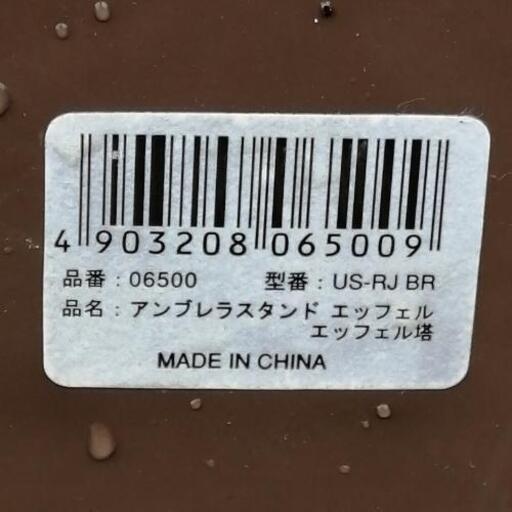 4 903208 065009
品番：06500 型番：US-RJ BR
品名：アンブレラスタンド エッフェル
エッフェル塔
MADE IN CHINA